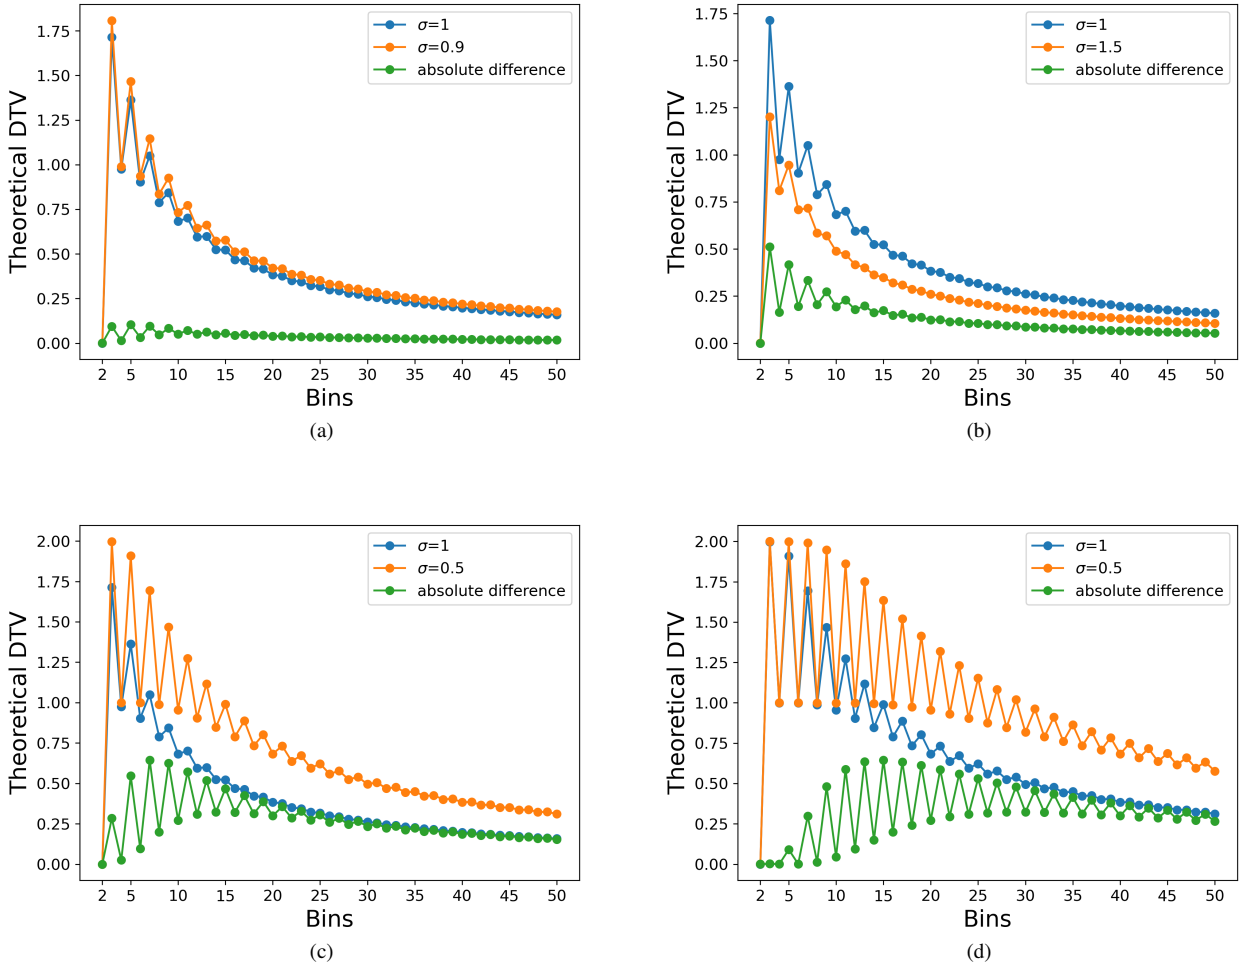 σ=1
σ=0.9
absolute difference
Theoretical DTV
1.75
1.50
1.25
1.00
0.75
0.50
0.25
0.00
2 5 10 15 20 25 30 35 40 45 50
Bins
(a)
σ=1
σ=1.5
absolute difference
Theoretical DTV
1.75
1.50
1.25
1.00
0.75
0.50
0.25
0.00
2 5 10 15 20 25 30 35 40 45 50
Bins
(b)
σ=1
σ=0.5
absolute difference
Theoretical DTV
2.00
1.75
1.50
1.25
1.00
0.75
0.50
0.25
0.00
2 5 10 15 20 25 30 35 40 45 50
Bins
(c)
σ=1
σ=0.5
absolute difference
Theoretical DTV
2.00
1.75
1.50
1.25
1.00
0.75
0.50
0.25
0.00
2 5 10 15 20 25 30 35 40 45 50
Bins
(d)